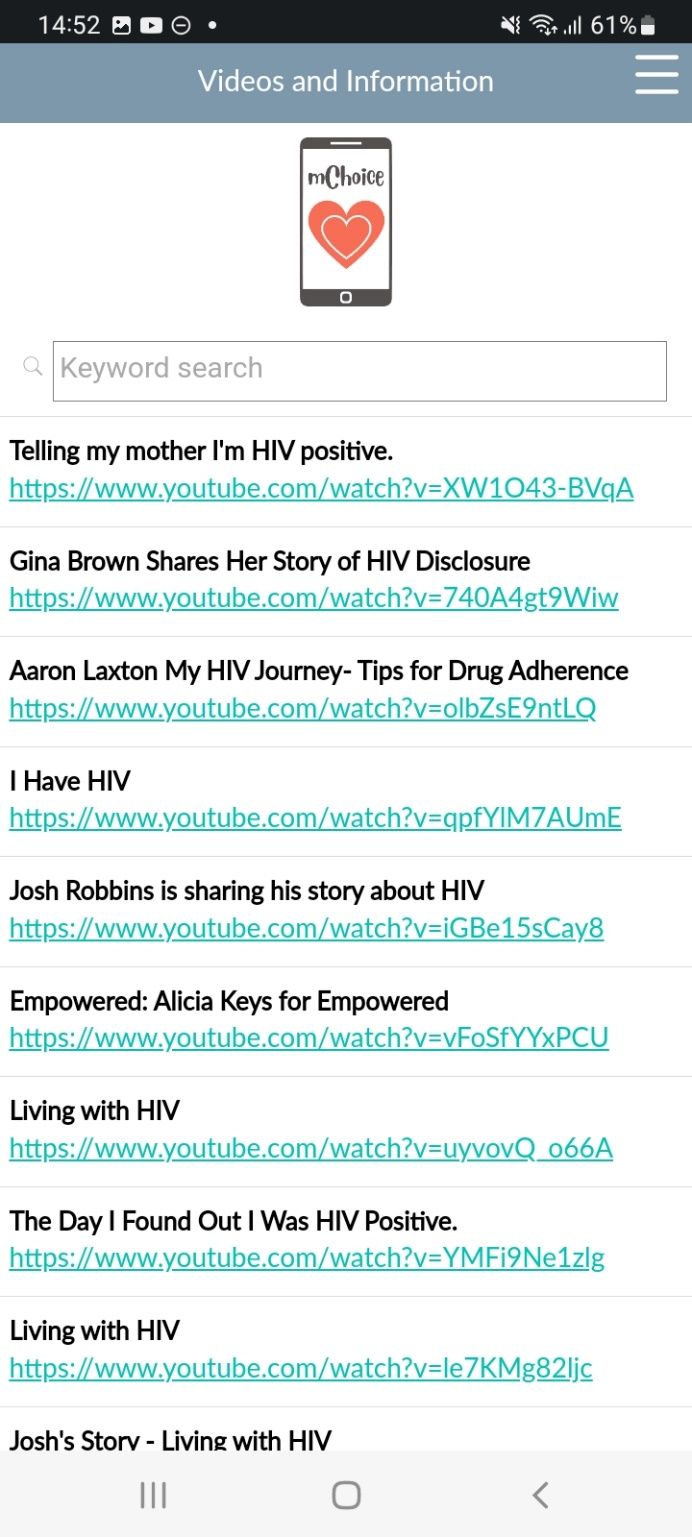 14:52
61%
Videos and Information
mChoice
Keyword search
Telling my mother I'm HIV positive.
https://www.youtube.com/watch?v=XW1O43-BVqA
Gina Brown Shares Her Story of HIV Disclosure
https://www.youtube.com/watch?v=740A4gt9Wiw
Aaron Laxton My HIV Journey- Tips for Drug Adherence
https://www.youtube.com/watch?v=olbZsE9ntLQ
I Have HIV
https://www.youtube.com/watch?v=qpfYlM7AUmE
Josh Robbins is sharing his story about HIV
https://www.youtube.com/watch?v=iGBe15sCay8
Empowered: Alicia Keys for Empowered
https://www.youtube.com/watch?v=vFoSfYYxPCU
Living with HIV
https://www.youtube.com/watch?v=uyvovQ_o66A
The Day I Found Out I Was HIV Positive.
https://www.youtube.com/watch?v=YMFi9Ne1zlg
Living with HIV
https://www.youtube.com/watch?v=le7KMg82ljc
Josh's Story - Living with HIV